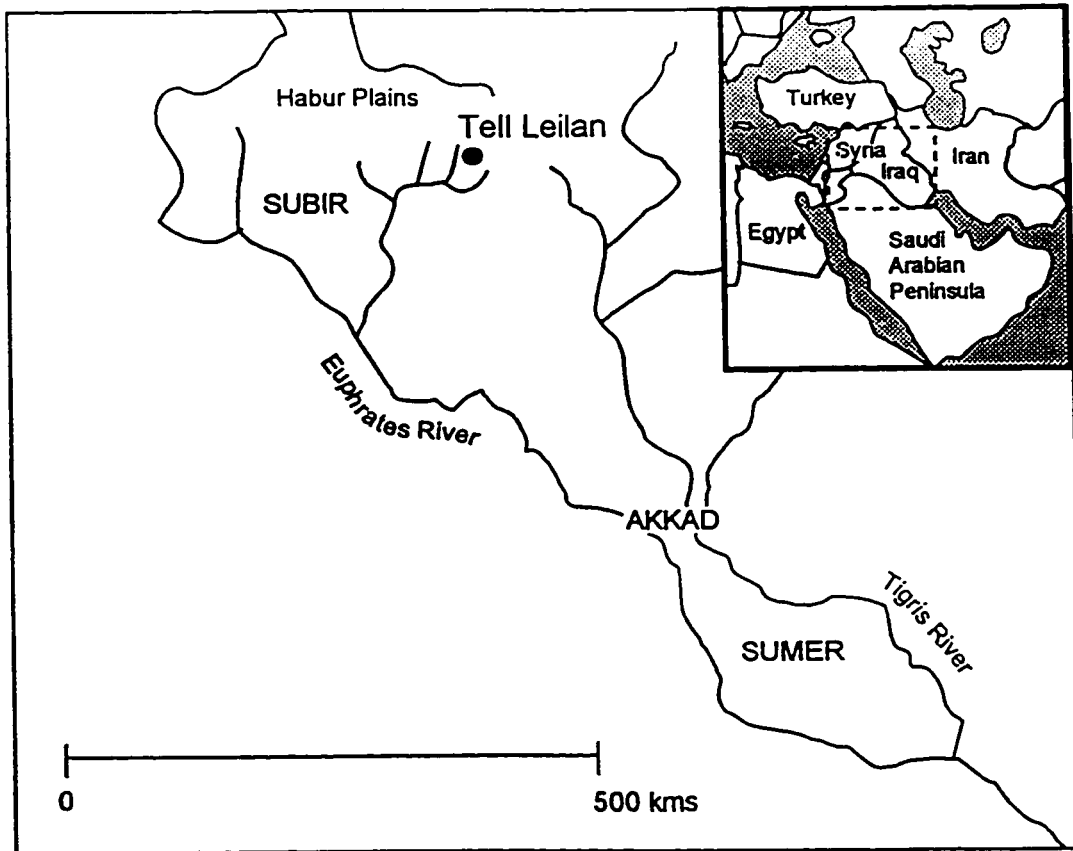 Habur Plains
Tell Leilan
SUBIR
Euphrates River
AKKAD
Tigris River
SUMER
0
500 kms
Turkey
Syria
Iraq
Iran
Egypt
Saudi
Arabian
Peninsula